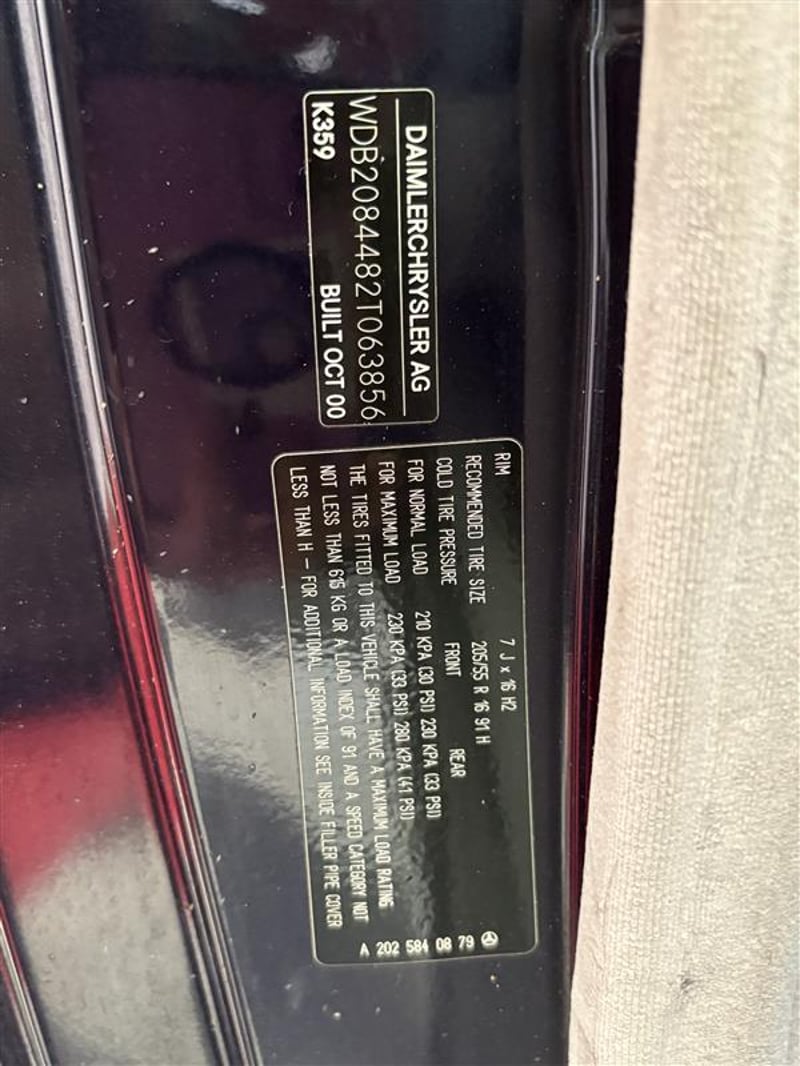 DAIMLERCHRYSLER AG
WDB2084482T063856
K359 BUILT OCT 00
RIM 7 J x 16 H2
RECOMMENDED TIRE SIZE 205/55 R 16 91 H
COLD TIRE PRESSURE FRONT REAR
FOR NORMAL LOAD 210 KPA (30 PSI) 230 KPA (33 PSI)
FOR MAXIMUM LOAD 230 KPA (33 PSI) 280 KPA (41 PSI)
THE TIRES FITTED TO THIS VEHICLE SHALL HAVE A MAXIMUM LOAD RATING
NOT LESS THAN 615 KG OR A LOAD INDEX OF 91 AND A SPEED CATEGORY NOT
LESS THAN H – FOR ADDITIONAL INFORMATION SEE INSIDE FILLER PIPE COVER
A 202 584 08 79